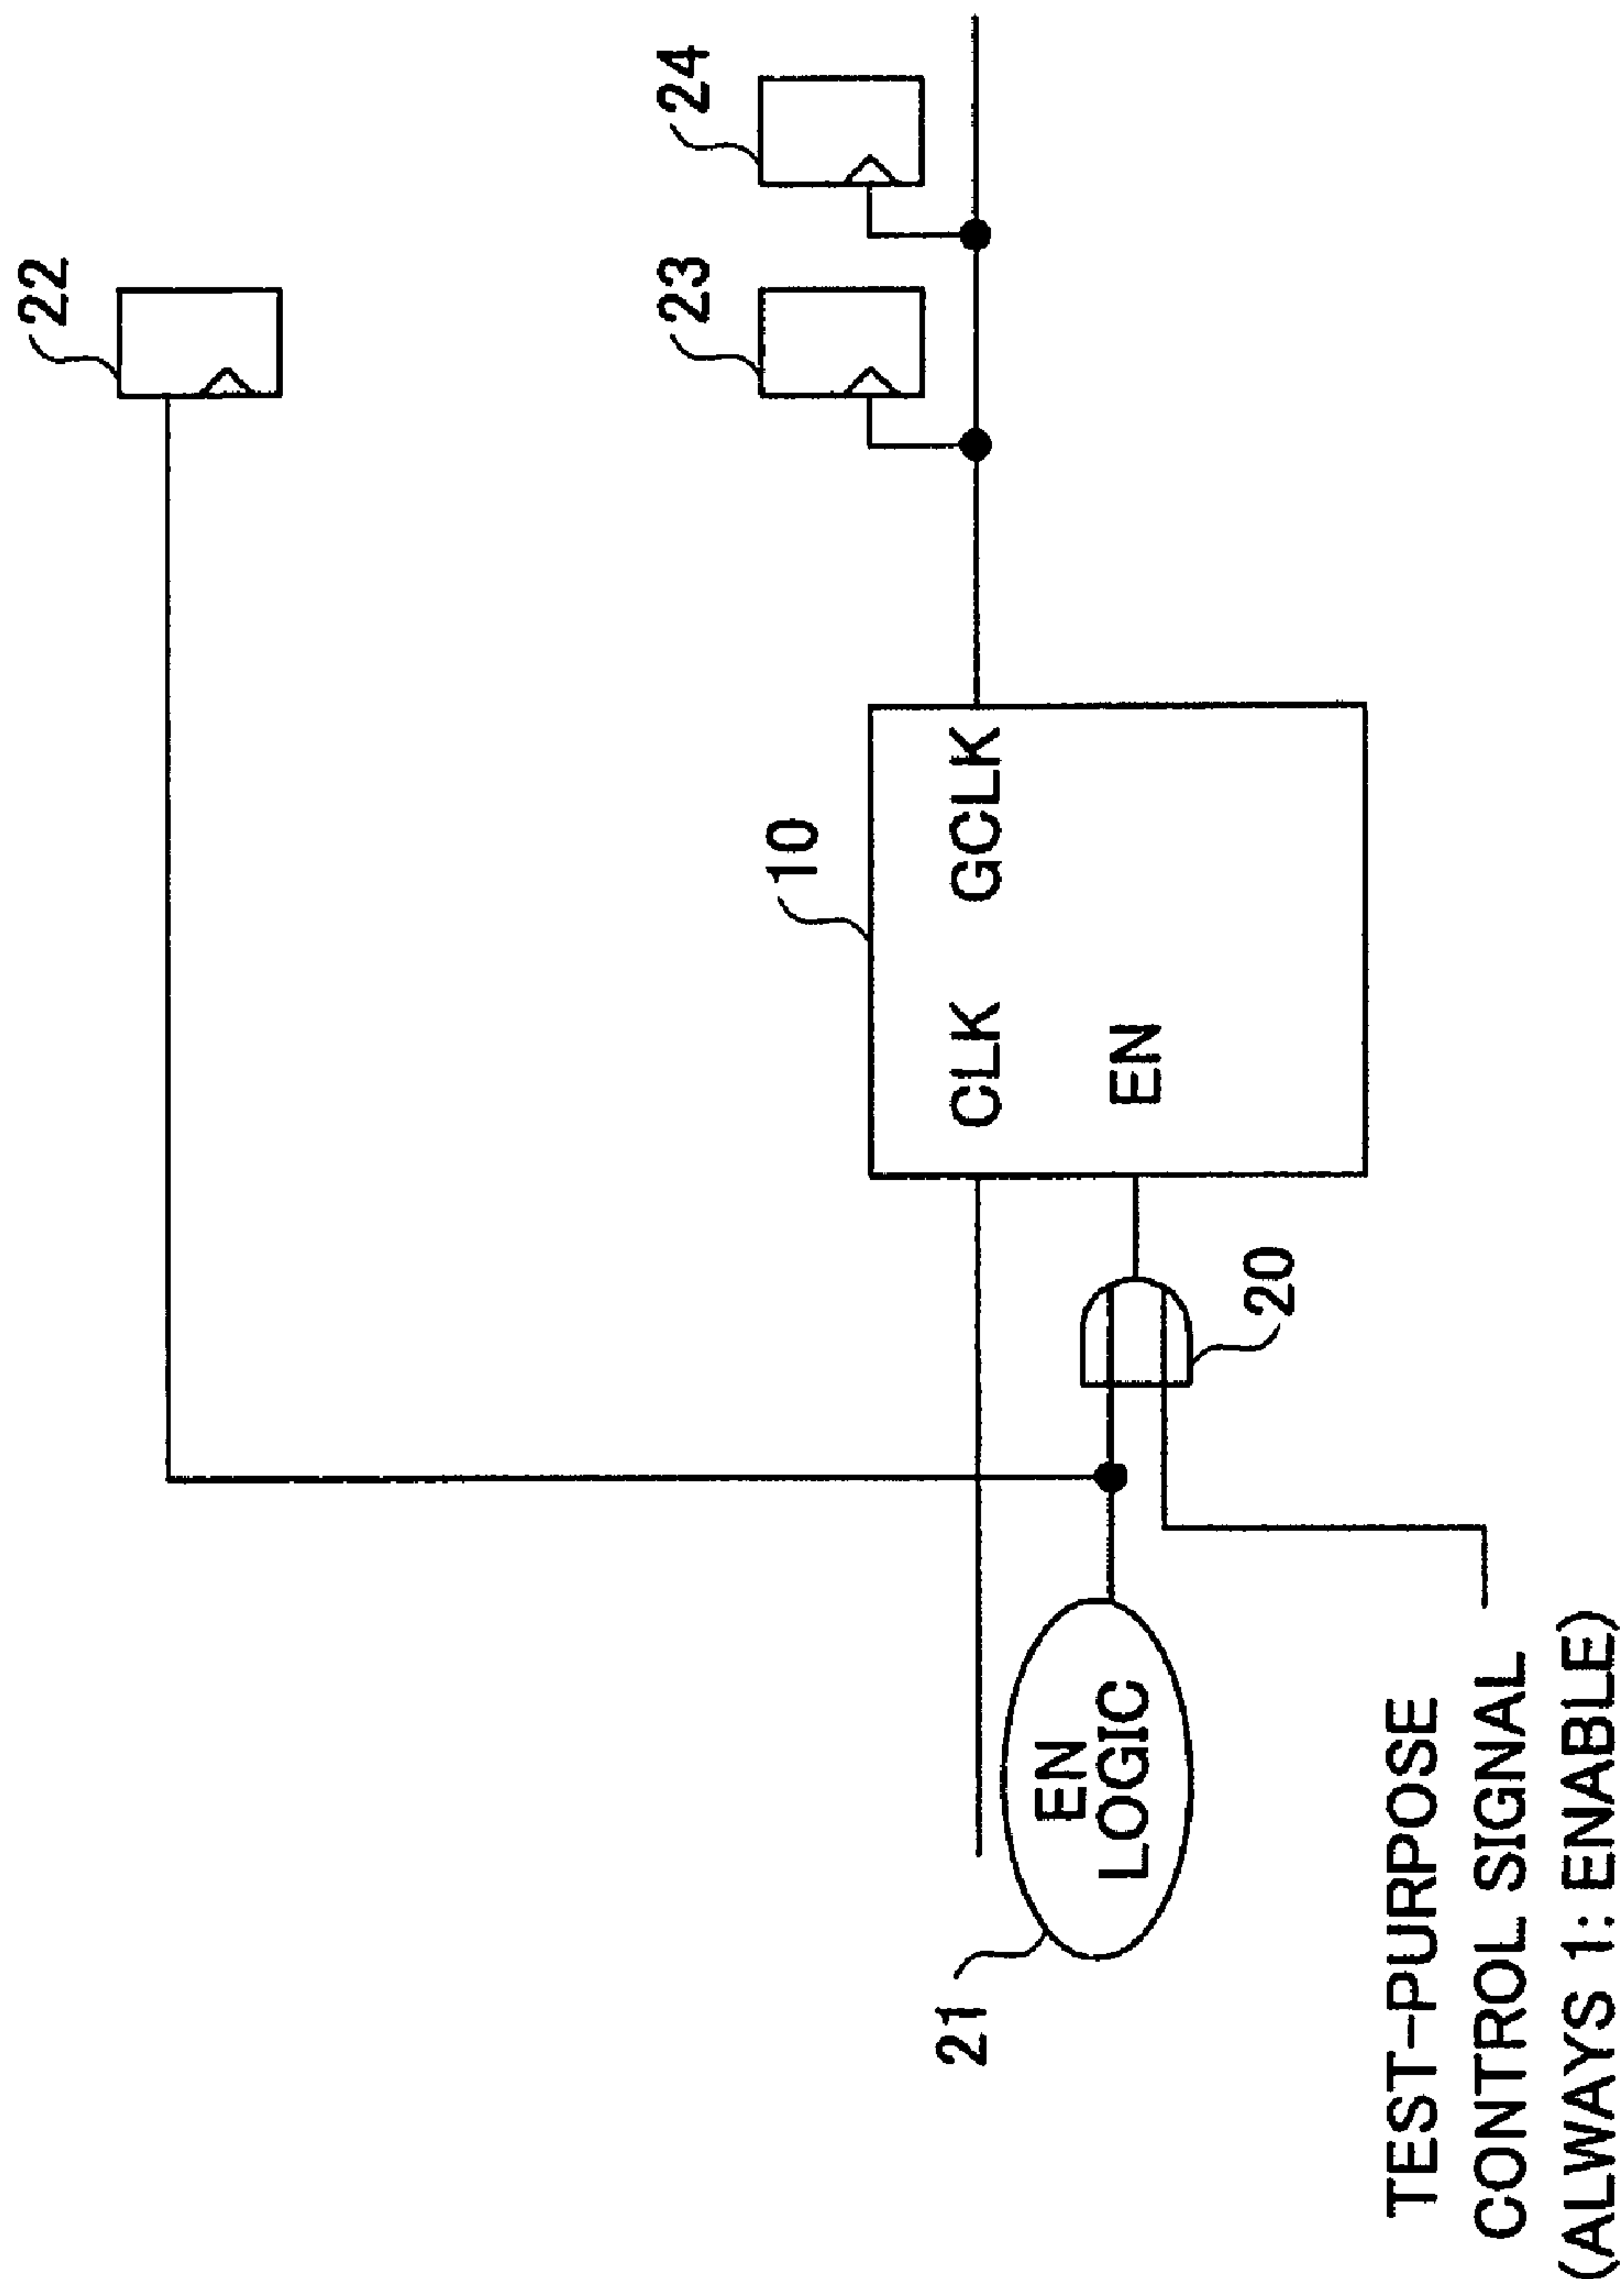 22
23
24
10
CLK GCLK
EN
20
21
EN
LOGIC
TEST-PURPOSE
CONTROL SIGNAL
(ALWAYS 1: ENABLE)